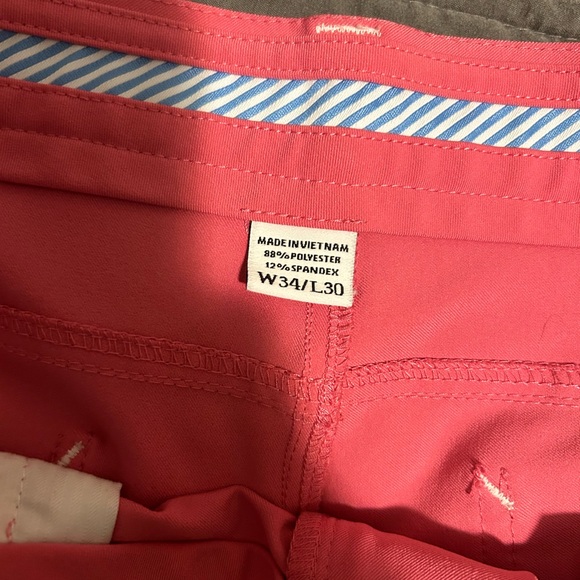 MADE IN VIETNAM
88% POLYESTER
12% SPANDEX
W34/L30